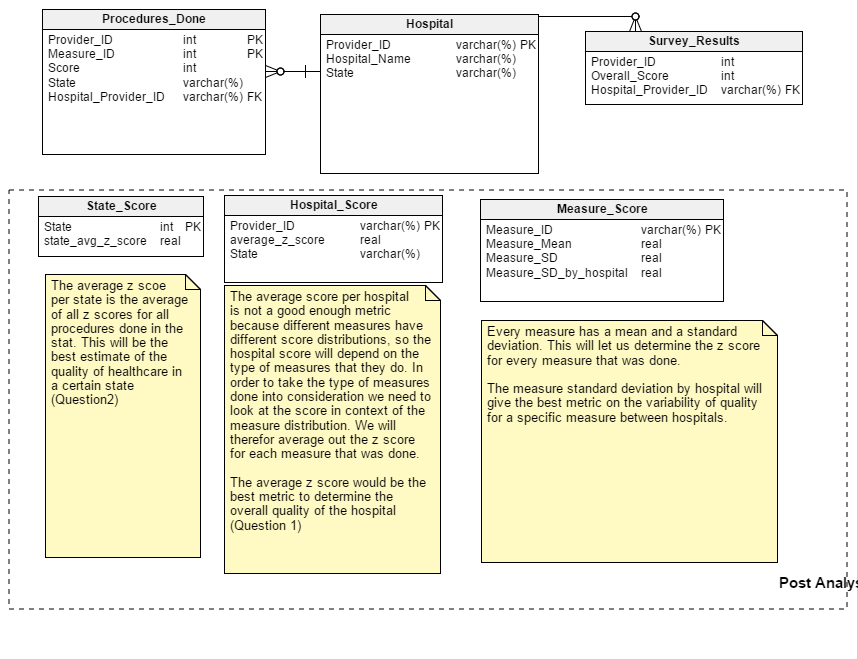 Procedures_Done
Provider_ID int PK
Measure_ID int PK
Score int
State varchar(%)
Hospital_Provider_ID varchar(%) FK
Hospital
Provider_ID varchar(%) PK
Hospital_Name varchar(%)
State varchar(%)
Survey_Results
Provider_ID int
Overall_Score int
Hospital_Provider_ID varchar(%) FK
State_Score
State int PK
state_avg_z_score real
Hospital_Score
Provider_ID varchar(%) PK
average_z_score real
State varchar(%)
Measure_Score
Measure_ID varchar(%) PK
Measure_Mean real
Measure_SD real
Measure_SD_by_hospital real
The average z scoe
per state is the average
of all z scores for all
procedures done in the
stat. This will be the
best estimate of the
quality of healthcare in
a certain state
(Question2)
The average score per hospital
is not a good enough metric
because different measures have
different score distributions, so the
hospital score will depend on the
type of measures that they do. In
order to take the type of measures
done into consideration we need to
look at the score in context of the
measure distribution. We will
therefor average out the z score
for each measure that was done.
The average z score would be the
best metric to determine the
overall quality of the hospital
(Question 1)
Every measure has a mean and a standard
deviation. This will let us determine the z score
for every measure that was done.
The measure standard deviation by hospital will
give the best metric on the variability of quality
for a specific measure between hospitals.
Post Analys